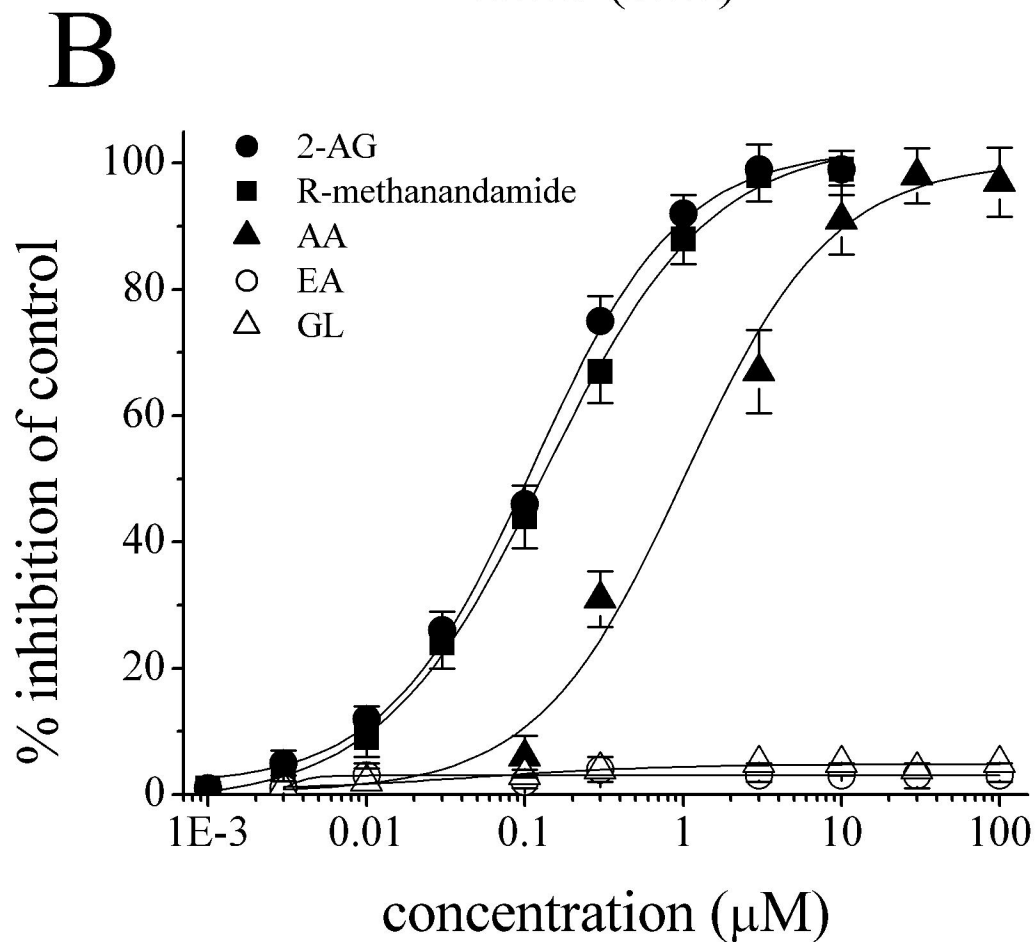 B
2-AG
R-methanandamide
AA
EA
GL
% inhibition of control
100
80
60
40
20
0
1E-3 0.01 0.1 1 10 100
concentration (μM)